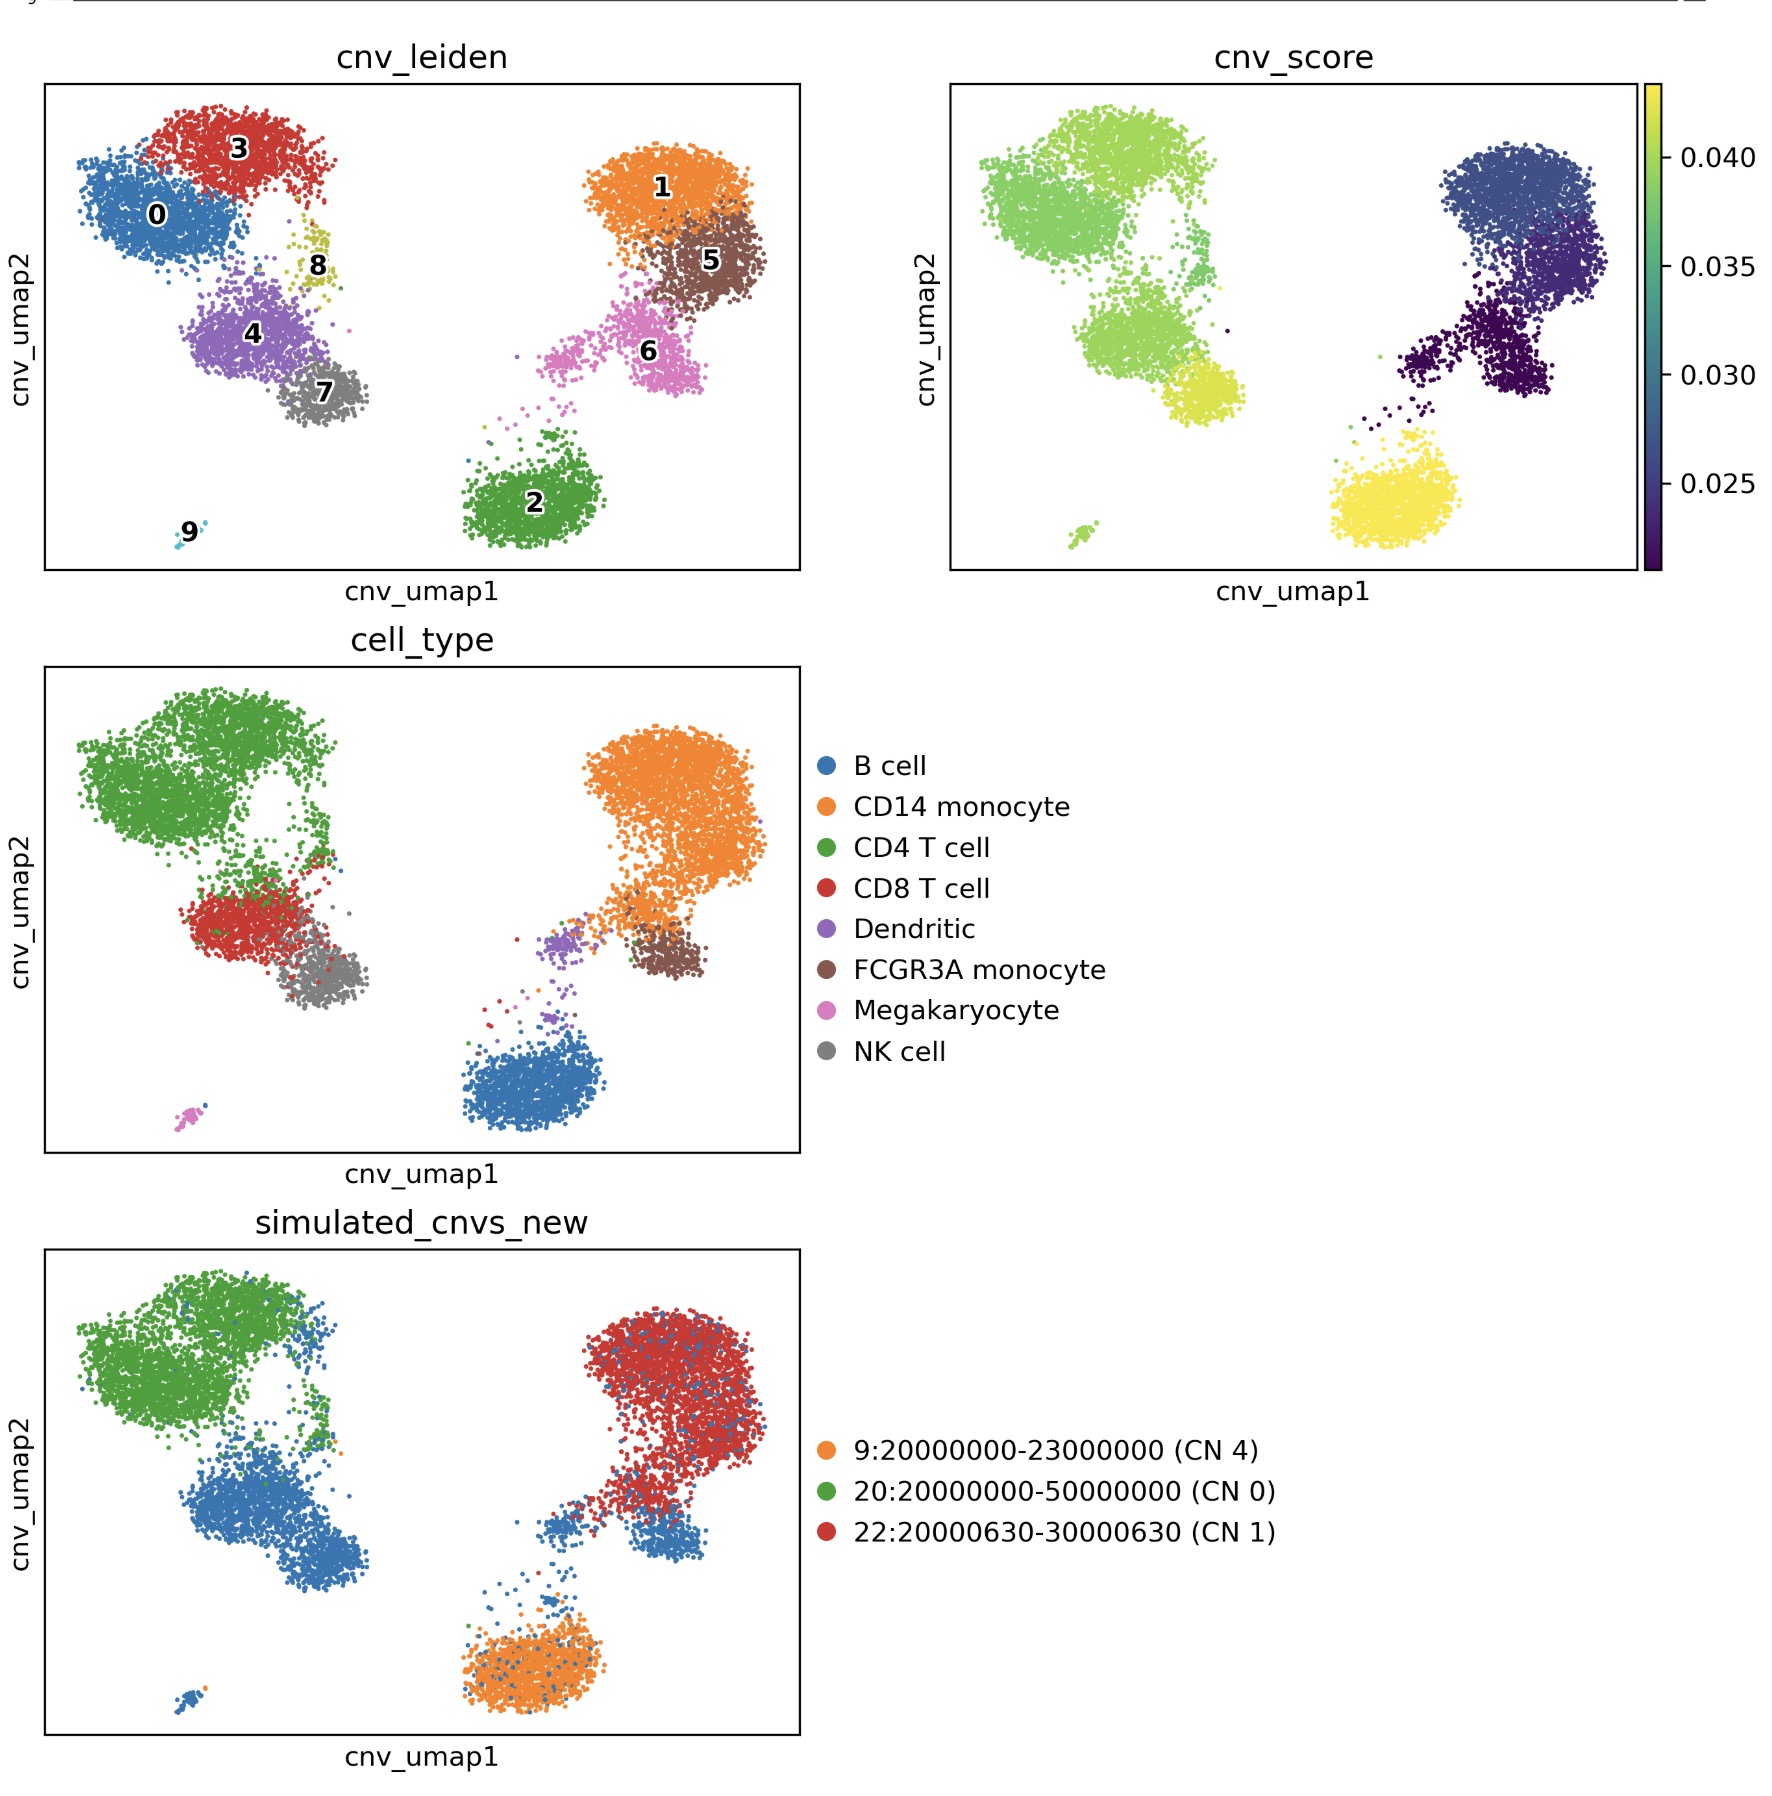 cnv_leiden
cnv_score
3
0
8
4
7
9
1
5
6
2
cnv_umap2
cnv_umap1
cnv_umap2
cnv_umap1
0.040
0.035
0.030
0.025
cell_type
cnv_umap2
cnv_umap1
B cell
CD14 monocyte
CD4 T cell
CD8 T cell
Dendritic
FCGR3A monocyte
Megakaryocyte
NK cell
simulated_cnvs_new
cnv_umap2
cnv_umap1
9:20000000-23000000 (CN 4)
20:20000000-50000000 (CN 0)
22:20000630-30000630 (CN 1)